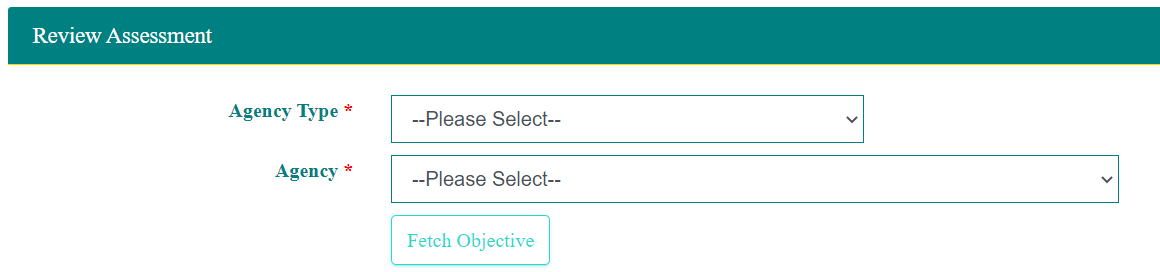 Review Assessment
Agency Type * --Please Select--
Agency * --Please Select--
Fetch Objective